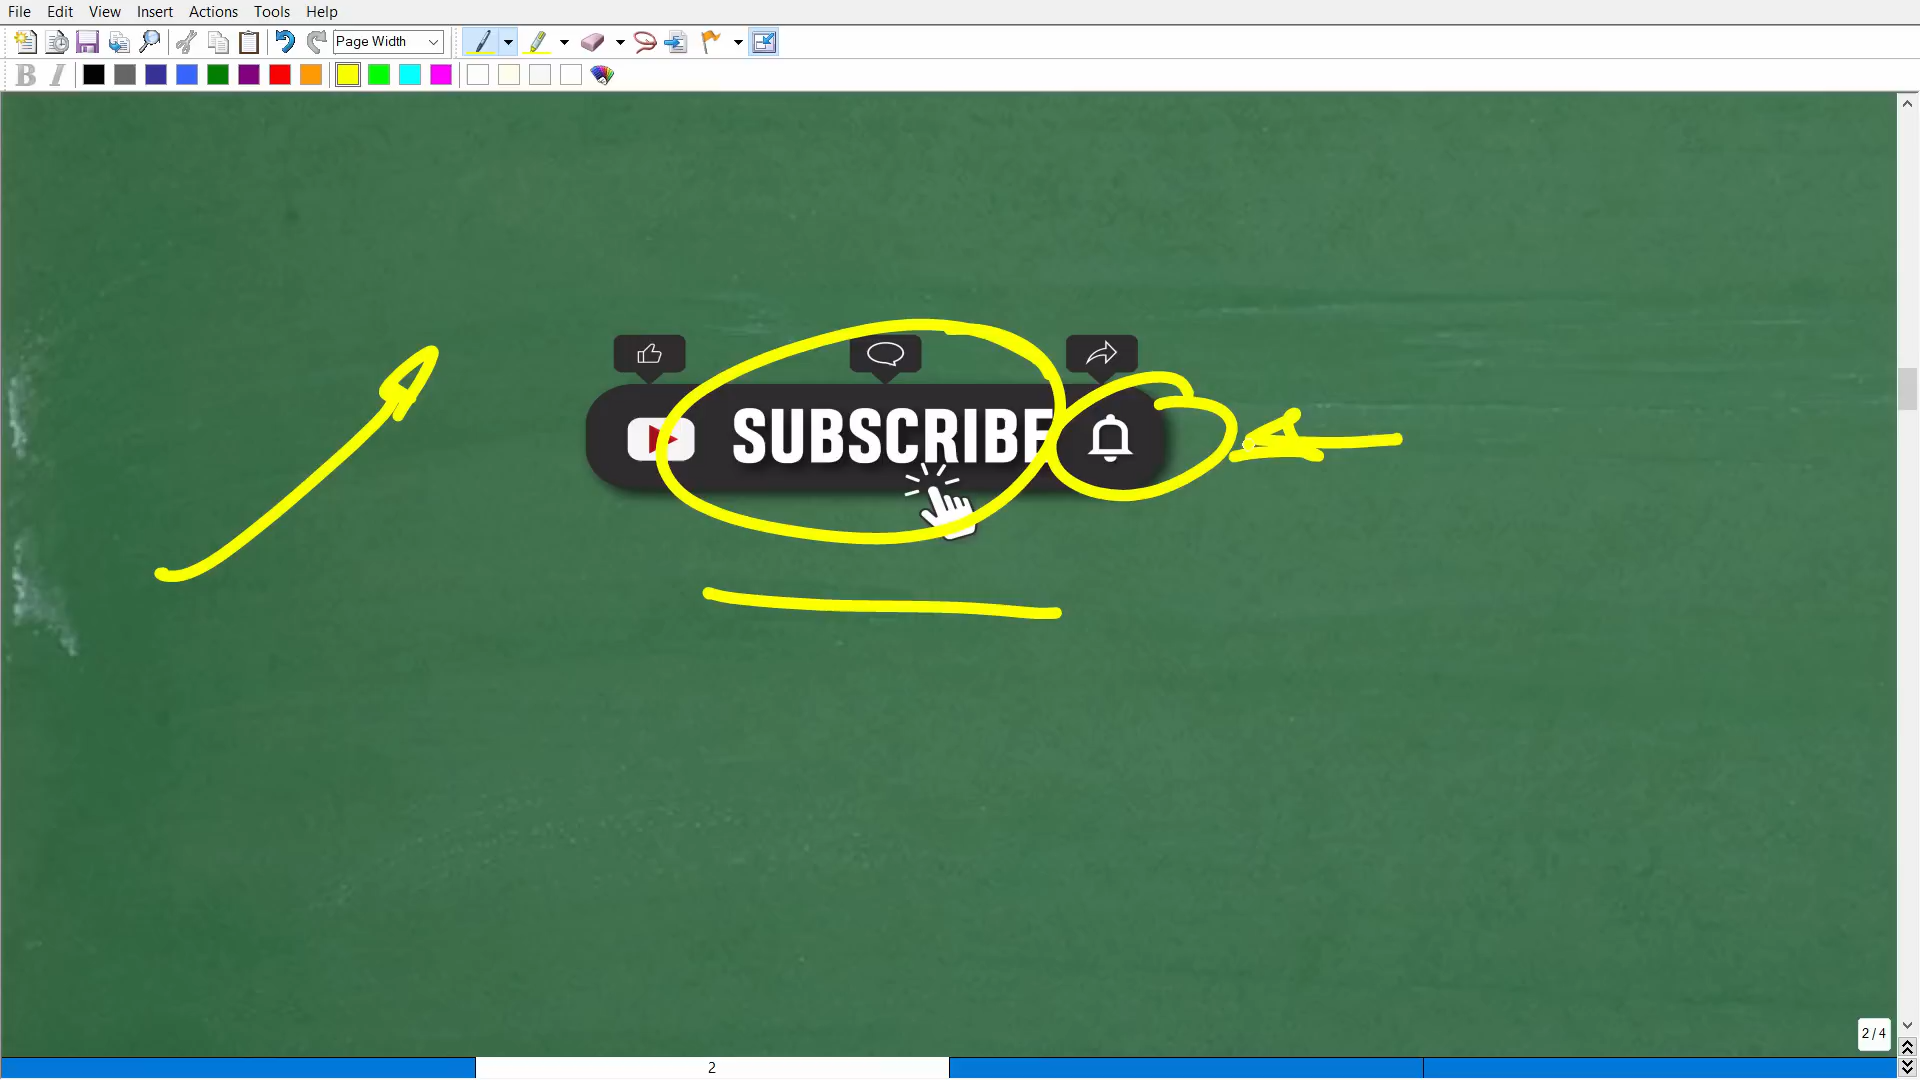 File Edit View Insert Actions Tools Help
Page Width
B I
SUBSCRIBE
2 / 4
2